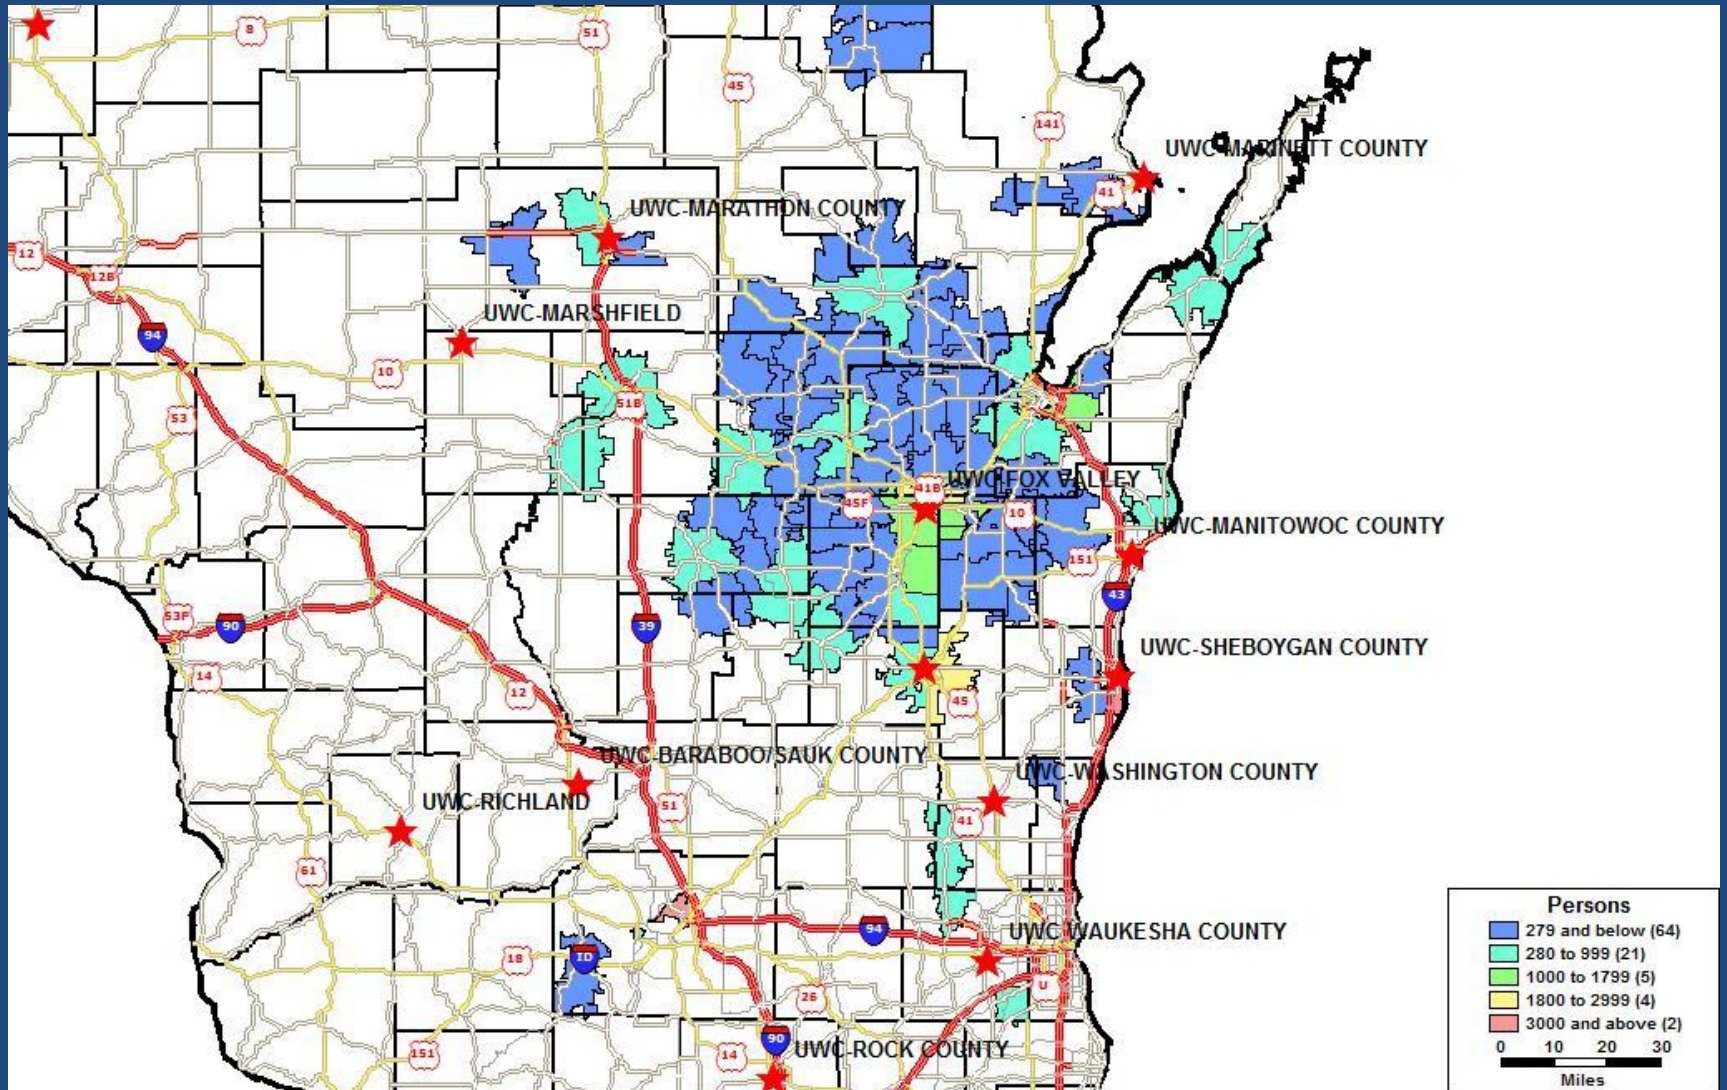 8
51
45
141
UWC-MARINETT COUNTY
41
UWC-MARATHON COUNTY
12
12B
UWC-MARSHFIELD
94
10
53
51B
UWC-FOX VALLEY
41B
45F
10
UWC-MANITOWOC COUNTY
151
43
53F
90
39
UWC-SHEBOYGAN COUNTY
14
12
45
UWC-BARABOO/SAUK COUNTY
UWC-WASHINGTON COUNTY
UWC-RICHLAND
51
41
61
94
UWC WAUKESHA COUNTY
18
ID
U
26
90
UWC-ROCK COUNTY
151
14
Persons
279 and below (64)
280 to 999 (21)
1000 to 1799 (5)
1800 to 2999 (4)
3000 and above (2)
0 10 20 30
Miles